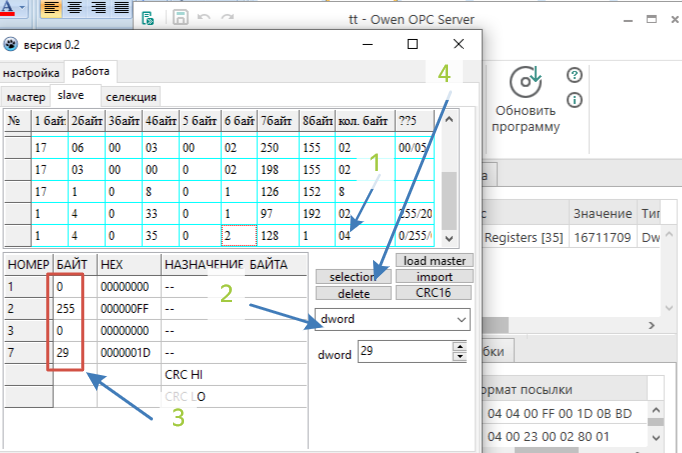 A
tt - Owen OPC Server
версия 0.2
настройка работа
мастер slave селекция
Обновить
программу
№ 1 байт 2байт 3байт 4байт 5 байт 6 байт 7байт 8байт кол. байт ??5
17 06 00 03 00 02 250 155 02 00/05
17 03 00 00 0 02 198 155 02
17 1 0 8 0 1 126 152 8
1 4 0 33 0 1 97 192 02 255/20
1 4 0 35 0 2 128 1 04 0/255/
4
1
Значение Тип
Registers [35] 16711709 Dw
НОМЕР БАЙТ HEX НАЗНАЧЕНИЕ БАЙТА
1 0 00000000 --
2 255 000000FF --
3 0 00000000 --
7 29 0000001D --
CRC HI
CRC LO
load master
selection import
delete CRC16
2
dword
dword 29
3
бки
ормат посылки
04 04 00 FF 00 1D 0B BD
04 00 23 00 02 80 01